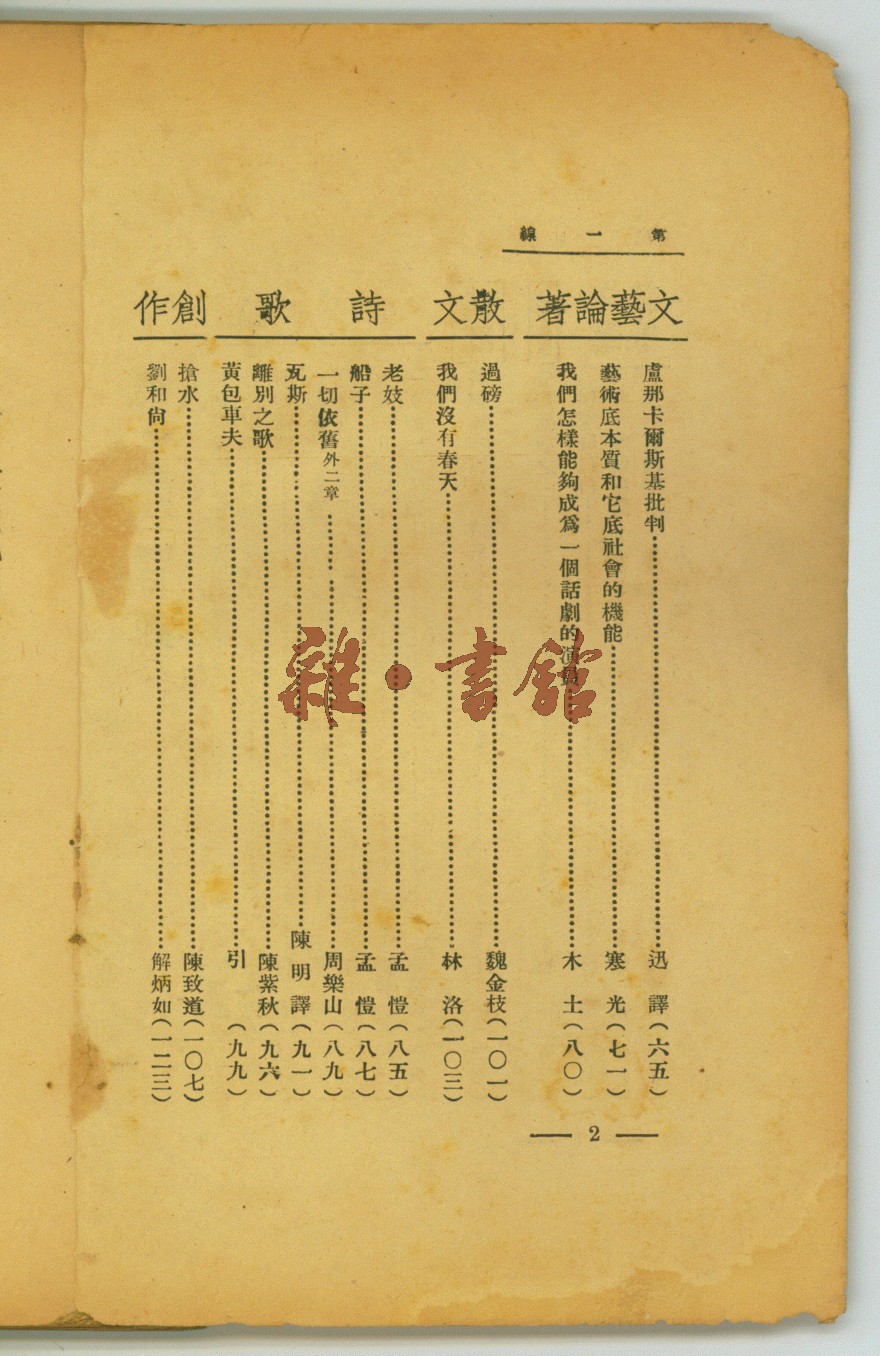 第一線
文藝論著
盧那卡爾斯基批判……迅譯(六五)
藝術底本質和它底社會的機能……寒光(七一)
我們怎樣能夠成爲一個話劇的演員……木土(八〇)
散文
過磅……魏金枝(一〇一)
我們沒有春天……林洛(一〇三)
詩歌
老妓……孟愷(八五)
船子……孟愷(八七)
一切依舊外二章……周樂山(八九)
瓦斯……陳明譯(九一)
離別之歌……陳紫秋(九六)
黃包車夫……引(九九)
創作
搶水……陳致道(一〇七)
劉和尙……解炳如(一二三)
2
雜·書館